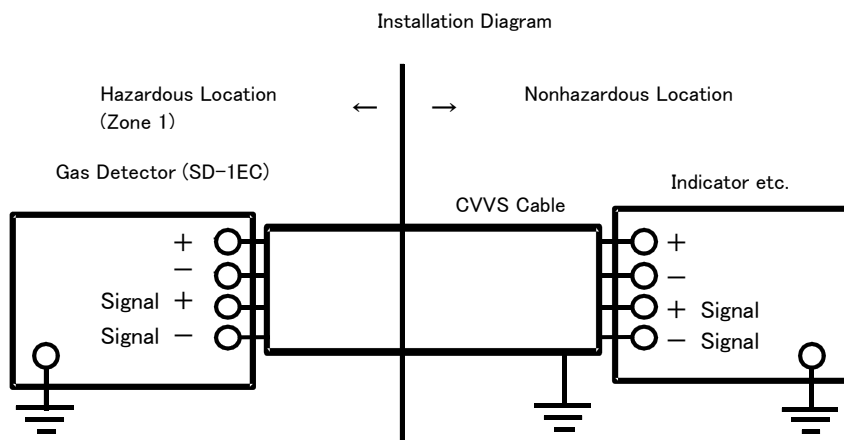 Installation Diagram
Hazardous Location
(Zone 1)
← →
Nonhazardous Location
Gas Detector (SD-1EC)
CVVS Cable
Indicator etc.
+
−
Signal +
Signal −
+
−
+ Signal
− Signal